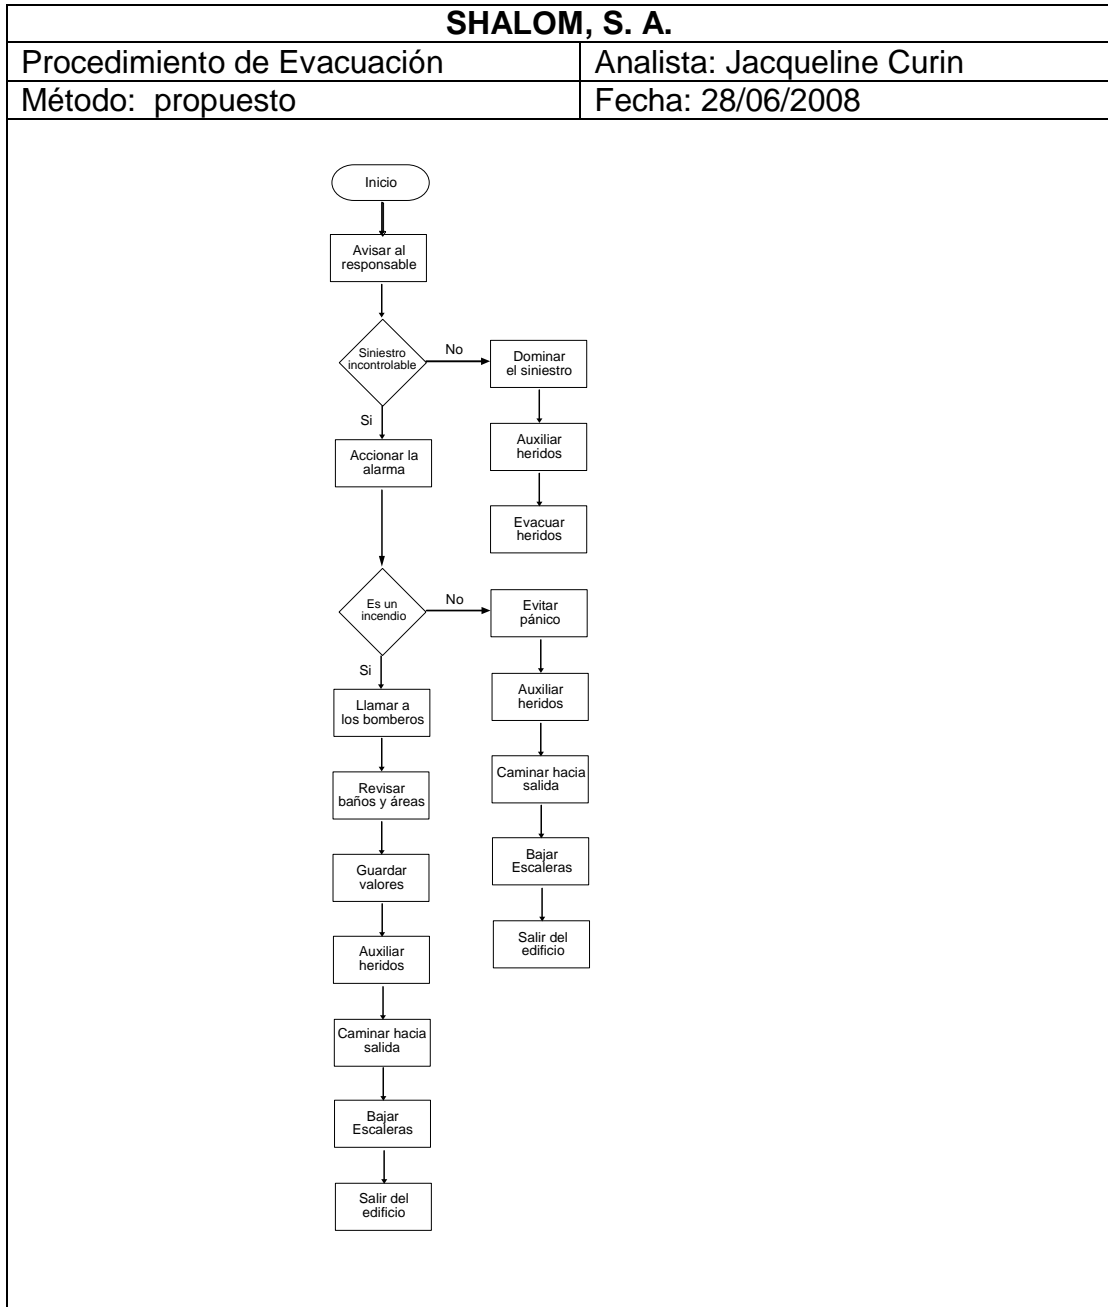 SHALOM, S. A.
Procedimiento de Evacuación
Analista: Jacqueline Curin
Método: propuesto
Fecha: 28/06/2008
Inicio
Avisar al
responsable
Siniestro
incontrolable
No
Dominar
el siniestro
Si
Auxiliar
heridos
Accionar la
alarma
Evacuar
heridos
Es un
incendio
No
Evitar
pánico
Si
Auxiliar
heridos
Llamar a
los bomberos
Caminar hacia
salida
Revisar
baños y áreas
Bajar
Escaleras
Guardar
valores
Salir del
edificio
Auxiliar
heridos
Caminar hacia
salida
Bajar
Escaleras
Salir del
edificio